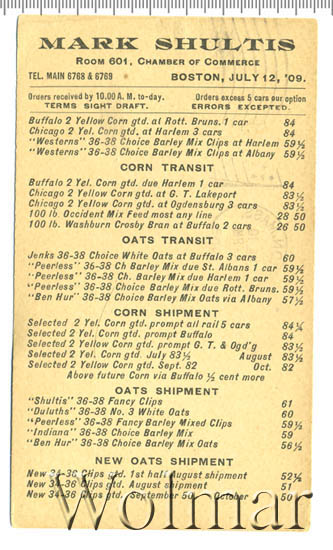 MARK SHULTIS
ROOM 601, CHAMBER OF COMMERCE
TEL. MAIN 6768 & 6769 BOSTON, JULY 12, '09.
Orders received by 10.00 A. M. to-day. Orders excess 5 cars our option
TERMS SIGHT DRAFT. ERRORS EXCEPTED.
Buffalo 2 Yellow Corn gtd. at Rott. Bruns. 1 car 84
Chicago 2 Yel. Corn gtd. at Harlem 3 cars 84
"Westerns" 36-38 Choice Barley Mix Clips at Harlem 59½
"Westerns" 36-38 Choice Barley Mix Clips at Albany 59½
CORN TRANSIT
Buffalo 2 Yel. Corn gtd. due Harlem 1 car 84
Chicago 2 Yellow Corn gtd. at G. T. Lakeport 83½
Chicago 2 Yellow Corn gtd. at Ogdensburg 3 cars 83½
100 lb. Occident Mix Feed most any line 28 50
100 lb. Washburn Crosby Bran at Buffalo 2 cars 26 50
OATS TRANSIT
Jenks 36-38 Choice White Oats at Buffalo 3 cars 60
"Peerless" 36-38 Ch Barley Mix due St. Albans 1 car 59½
"Peerless" 36-38 Ch. Barley Mix due Harlem 1 car 59½
"Peerless" 36-38 Choice Barley Mix due Rott. Bruns. 59½
"Ben Hur" 36-38 Choice Barley Mix Oats via Albany 57½
CORN SHIPMENT
Selected 2 Yel. Corn gtd. prompt all rail 5 cars 84¼
Selected 2 Yel. Corn gtd. prompt Buffalo 84
Selected 2 Yellow Corn gtd. prompt G. T. & Ogd'g 83½
Selected 2 Yel. Corn gtd. July 83½ August 83½
Selected 2 Yellow Corn gtd. Sept. 82 Oct. 82
Above future Corn via Buffalo ½ cent more
OATS SHIPMENT
"Shultis" 36-38 Fancy Clips 61
"Duluths" 36-38 No. 3 White Oats 60
"Peerless" 36-38 Fancy Barley Mixed Clips 59½
"Indiana" 36-38 Choice Barley Mix 59
"Ben Hur" 36-38 Choice Barley Mix Oats 56½
NEW OATS SHIPMENT
New 34-36 Clips gtd. 1st half August shipment 52½
New 34-36 Clips gtd. August shipment 51
New 34-36 Clips gtd. September 50½ October 50
Wolmar